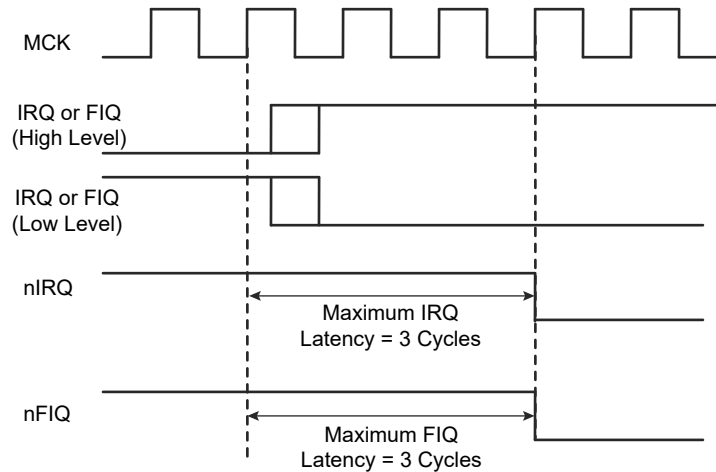 MCK
IRQ or FIQ
(High Level)
IRQ or FIQ
(Low Level)
nIRQ
Maximum IRQ
Latency = 3 Cycles
nFIQ
Maximum FIQ
Latency = 3 Cycles